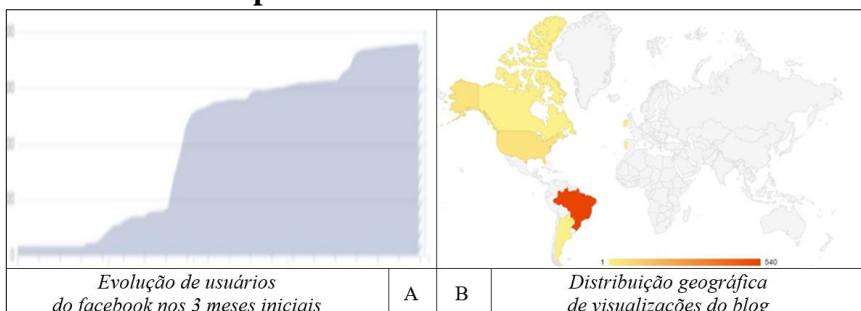 1
540
Evolução de usuários
do facebook nos 3 meses iniciais
A
B
Distribuição geográfica
de visualizações do blog